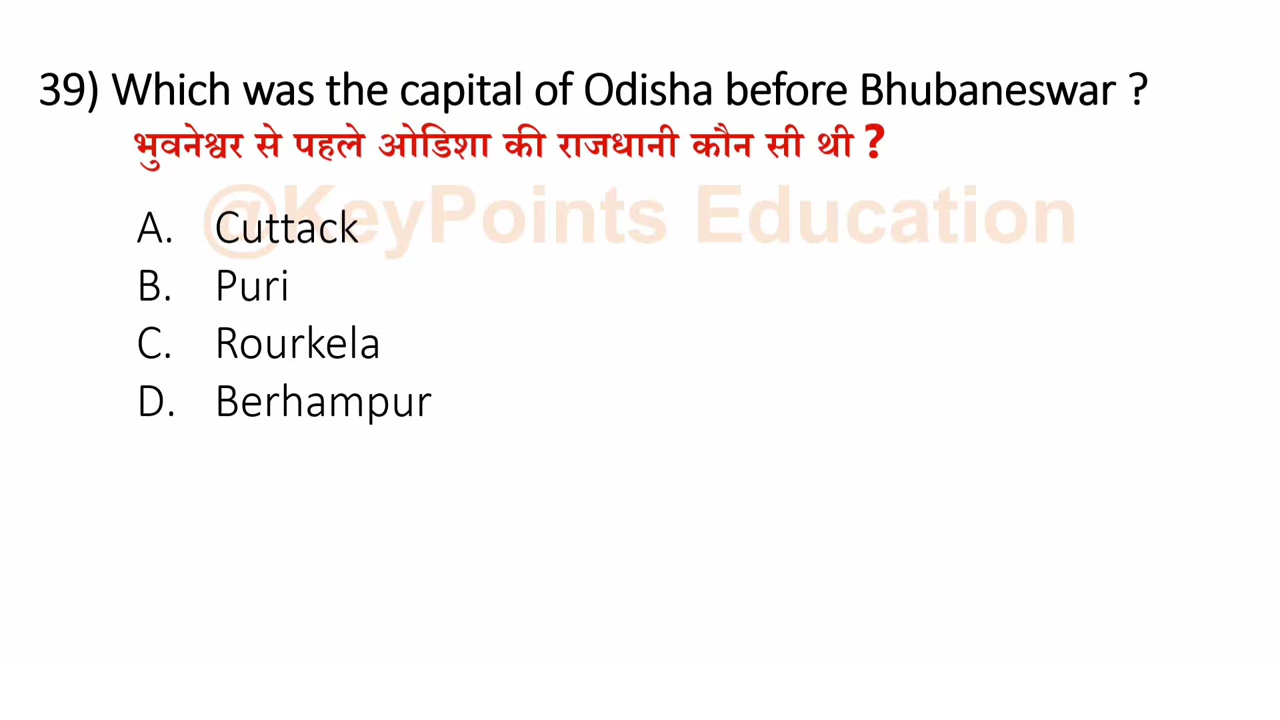 39) Which was the capital of Odisha before Bhubaneswar ?
भुवनेश्वर से पहले ओडिशा की राजधानी कौन सी थी ?
@KeyPoints Education
A. Cuttack
B. Puri
C. Rourkela
D. Berhampur